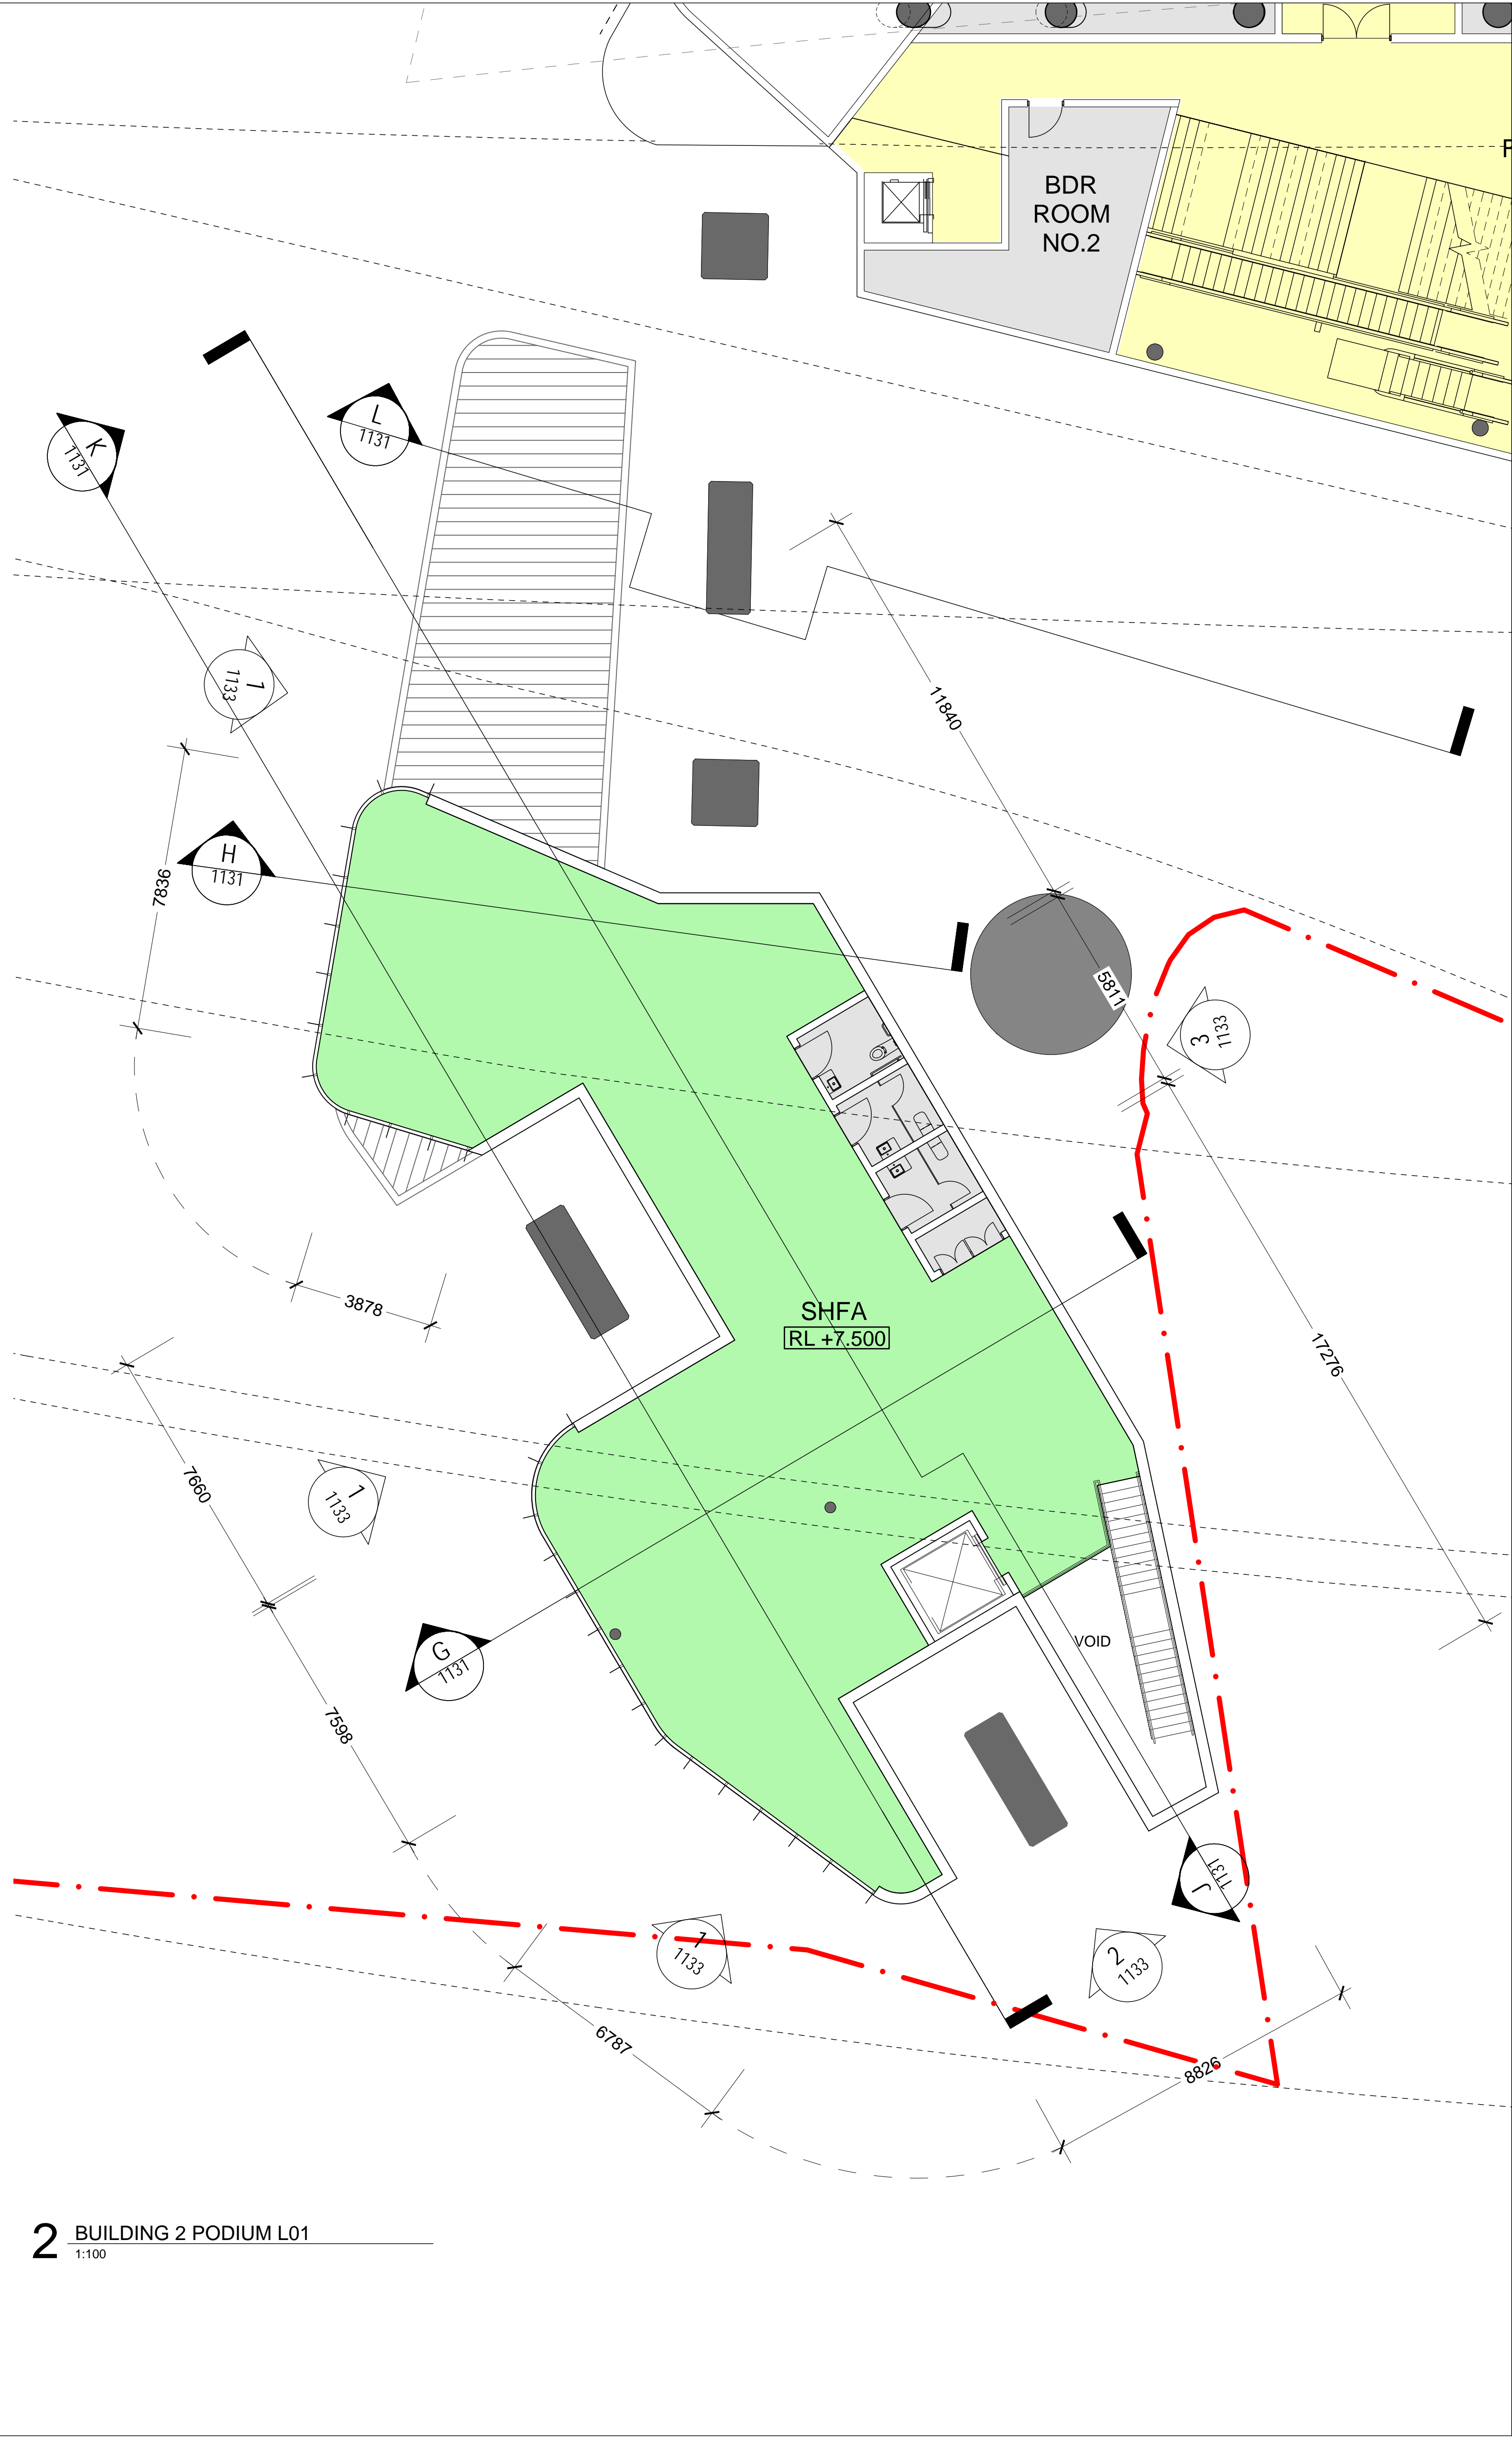 F
BDR
ROOM
NO.2
L
1131
K
1131
1
1133
11840
7836
H
1131
5811
3
1133
3878
SHFA
RL +7.500
17276
7660
1
1133
G
1131
VOID
7598
J
1131
1
1133
2
1133
6787
8826
2 BUILDING 2 PODIUM L01
1:100